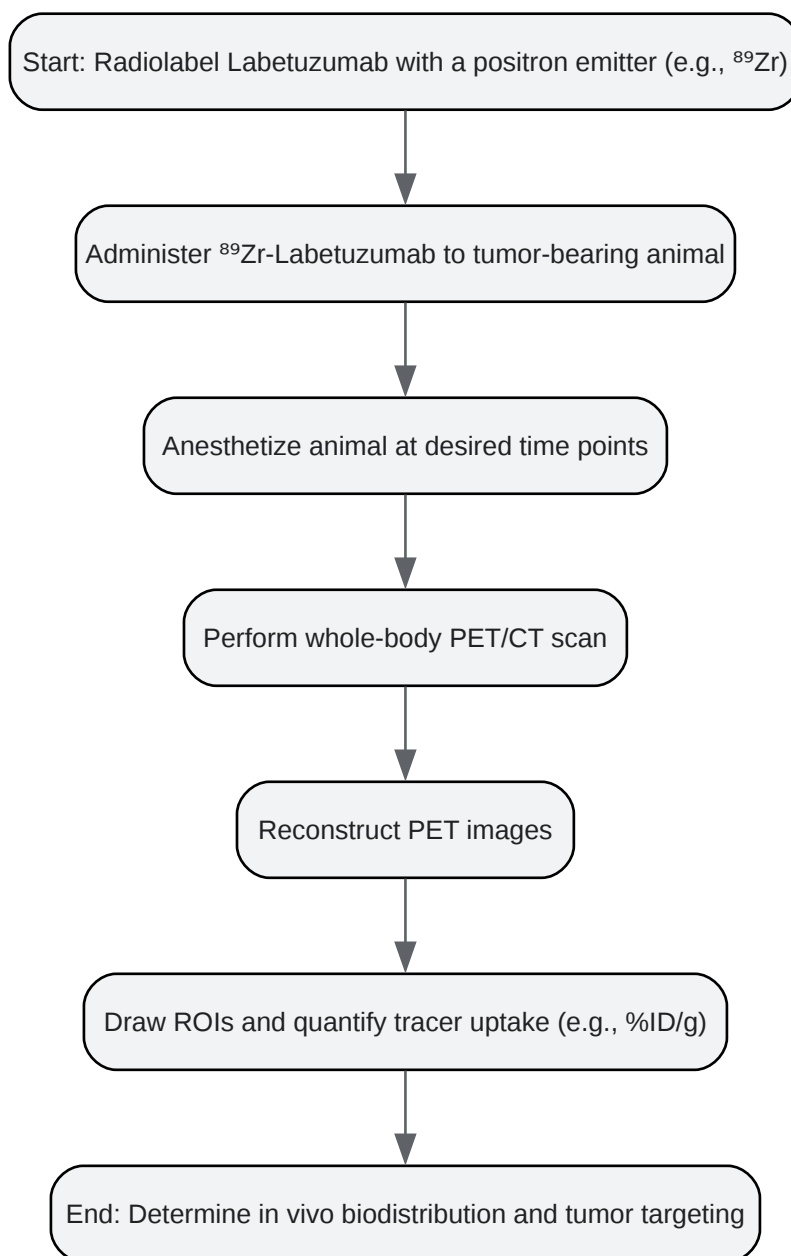 Start: Radiolabel Labetuzumab with a positron emitter (e.g., ⁸⁹Zr)
Administer ⁸⁹Zr-Labetuzumab to tumor-bearing animal
Anesthetize animal at desired time points
Perform whole-body PET/CT scan
Reconstruct PET images
Draw ROIs and quantify tracer uptake (e.g., %ID/g)
End: Determine in vivo biodistribution and tumor targeting